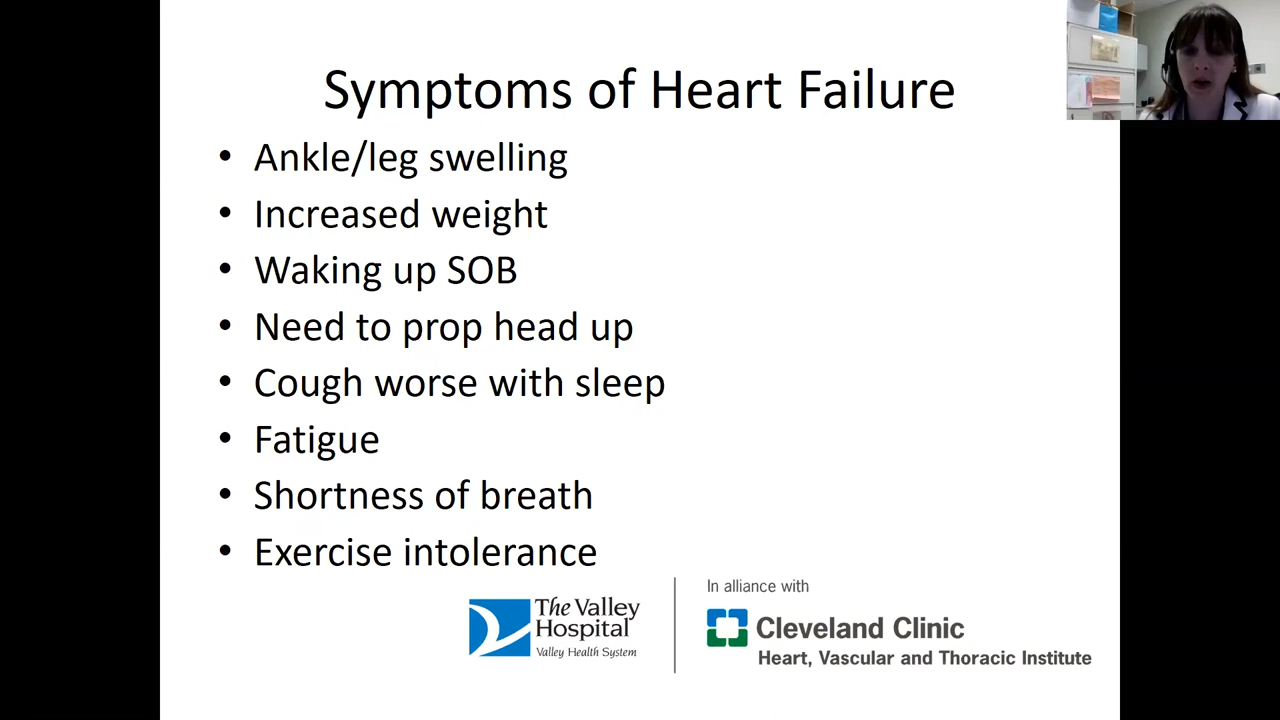 Symptoms of Heart Failure
• Ankle/leg swelling
• Increased weight
• Waking up SOB
• Need to prop head up
• Cough worse with sleep
• Fatigue
• Shortness of breath
• Exercise intolerance
The Valley
Hospital
Valley Health System
In alliance with
Cleveland Clinic
Heart, Vascular and Thoracic Institute